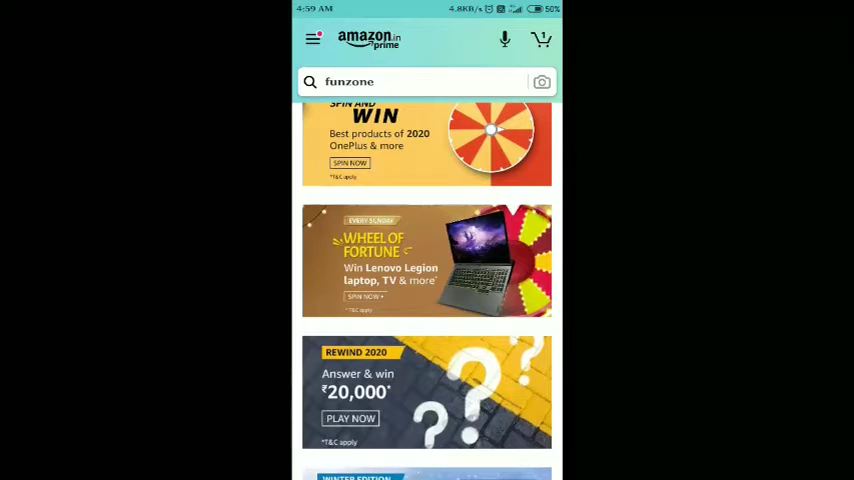 4:59 AM 4.8KB/s 50%
amazon.in
prime
1
funzone
SPIN AND
WIN
Best products of 2020
OnePlus & more
SPIN NOW
*T&C apply
EVERY SUNDAY
WHEEL OF
FORTUNE
Win Lenovo Legion
laptop, TV & more*
SPIN NOW
*T&C apply
REWIND 2020
Answer & win
₹20,000*
PLAY NOW
*T&C apply
WINTER EDITION